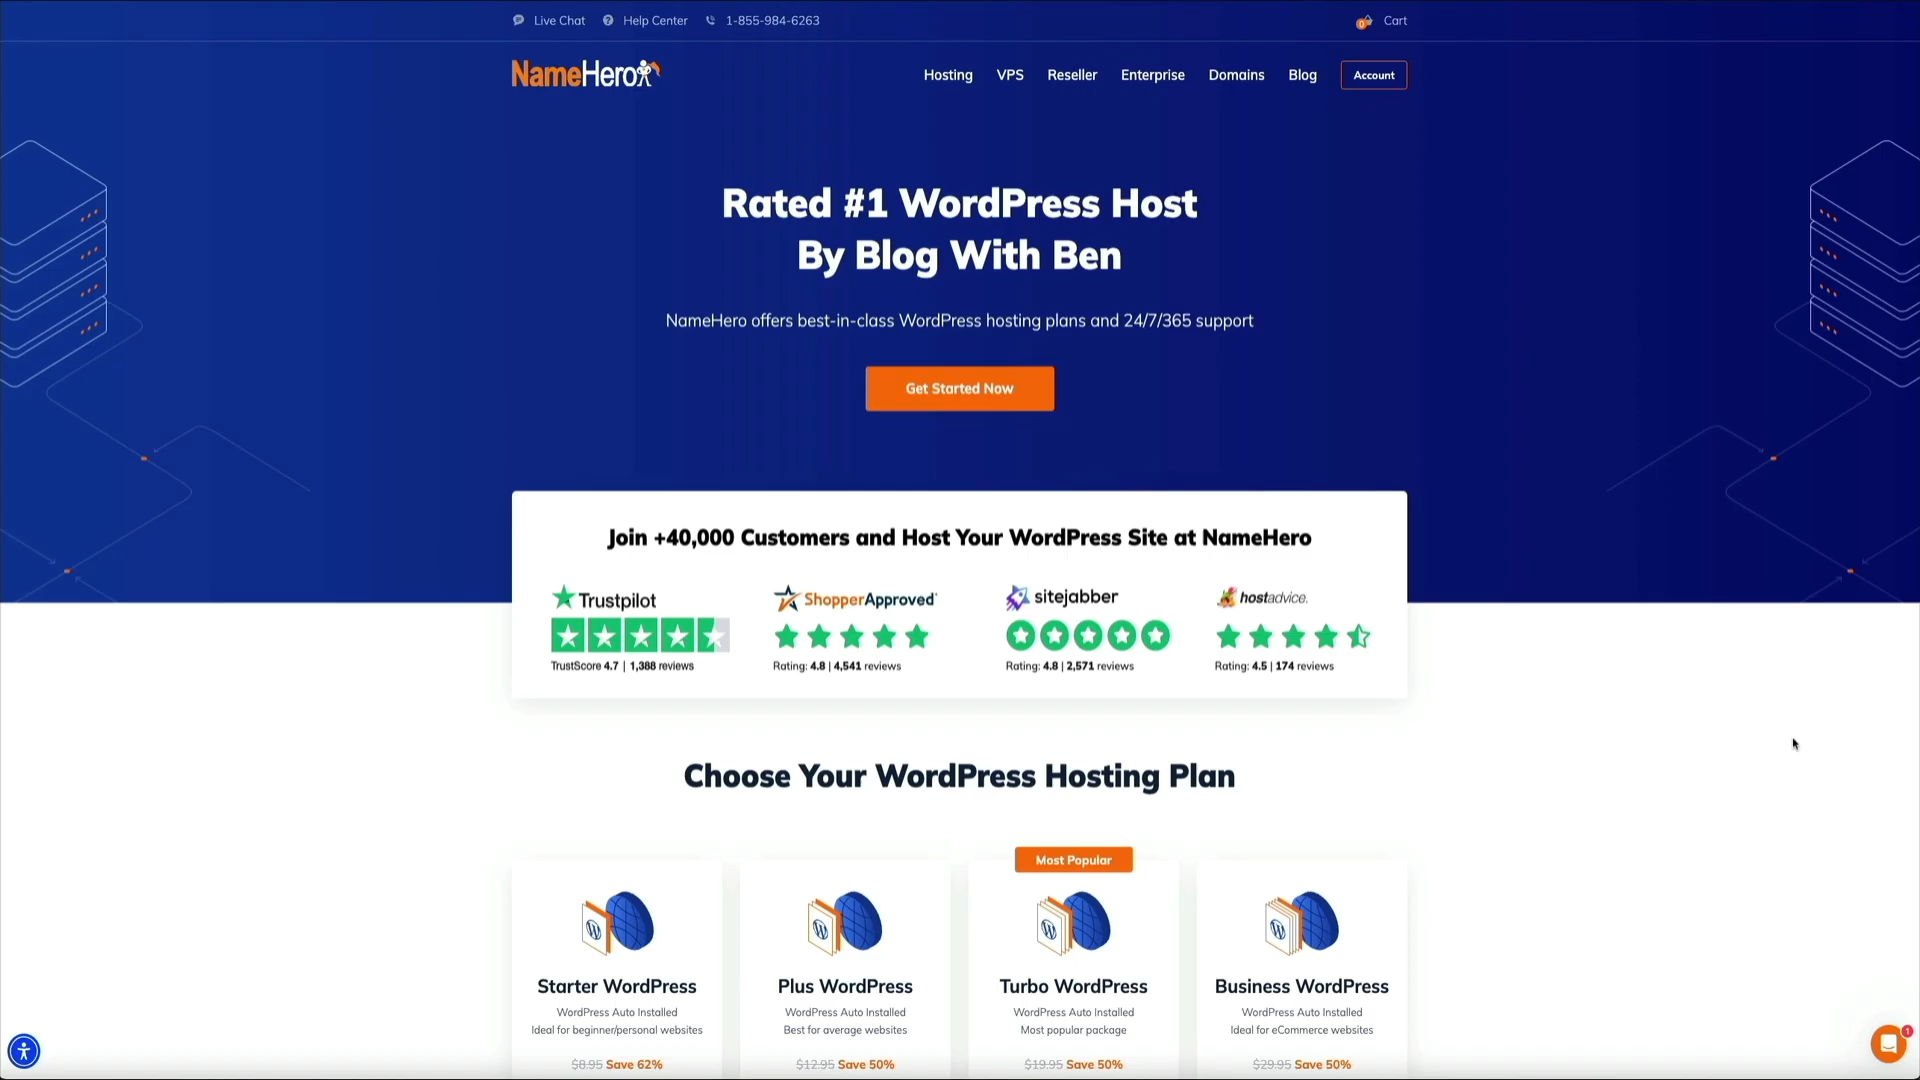 Live Chat
Help Center
1-855-984-6263
0
Cart
NameHero
Hosting
VPS
Reseller
Enterprise
Domains
Blog
Account
Rated #1 WordPress Host
By Blog With Ben
NameHero offers best-in-class WordPress hosting plans and 24/7/365 support
Get Started Now
Join +40,000 Customers and Host Your WordPress Site at NameHero
Trustpilot
ShopperApproved
sitejabber
hostadvice.
TrustScore 4.7 | 1,388 reviews
Rating: 4.8 | 4,541 reviews
Rating: 4.8 | 2,571 reviews
Rating: 4.5 | 174 reviews
Choose Your WordPress Hosting Plan
Most Popular
Starter WordPress
WordPress Auto Installed
Ideal for beginner/personal websites
$8.95 Save 62%
Plus WordPress
WordPress Auto Installed
Best for average websites
$12.95 Save 50%
Turbo WordPress
WordPress Auto Installed
Most popular package
$19.95 Save 50%
Business WordPress
WordPress Auto Installed
Ideal for eCommerce websites
$29.95 Save 50%
1